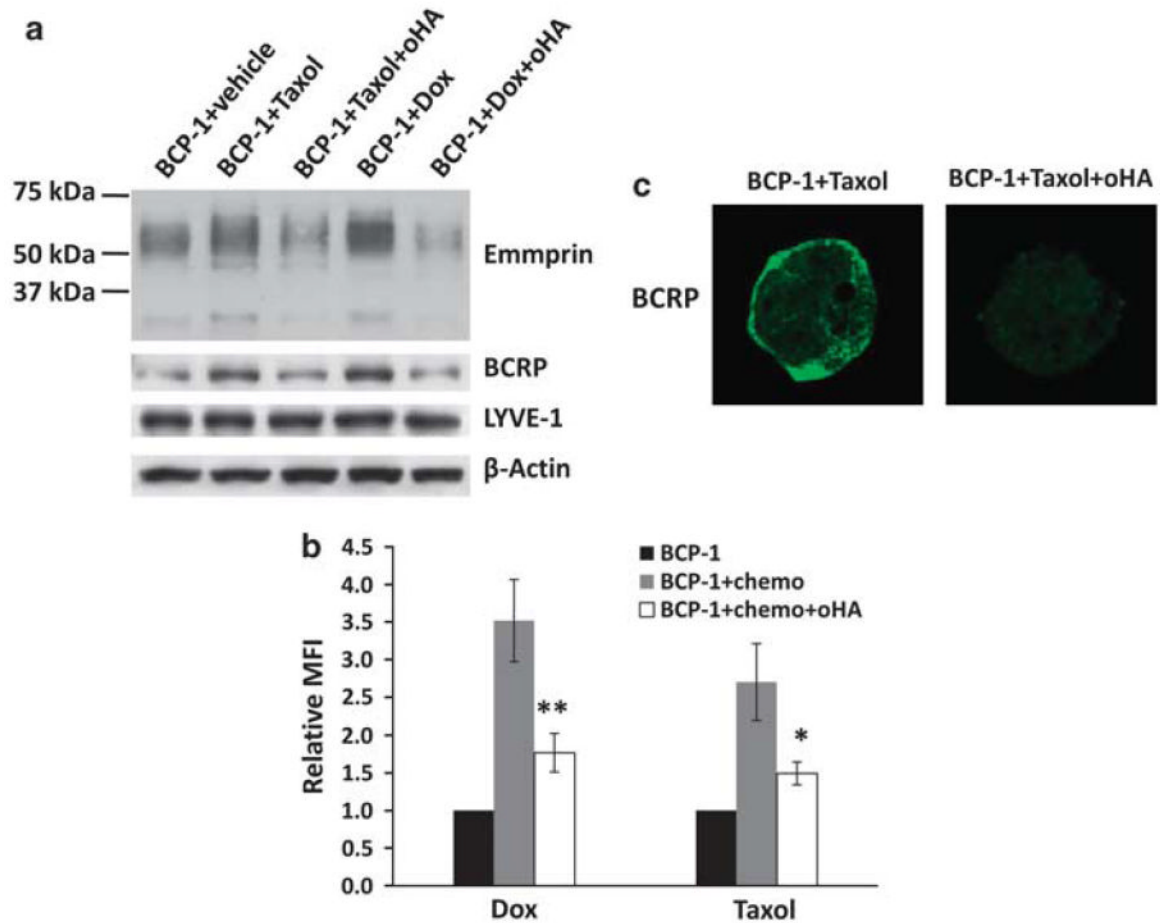 a
BCP-1+vehicle
BCP-1+Taxol
BCP-1+Taxol+oHA
BCP-1+Dox
BCP-1+Dox+oHA
75 kDa
50 kDa
37 kDa
Emmprin
BCRP
LYVE-1
β-Actin
c
BCP-1+Taxol
BCP-1+Taxol+oHA
BCRP
b
Relative MFI
4.5
4.0
3.5
3.0
2.5
2.0
1.5
1.0
0.5
0.0
BCP-1
BCP-1+chemo
BCP-1+chemo+oHA
**
*
Dox
Taxol